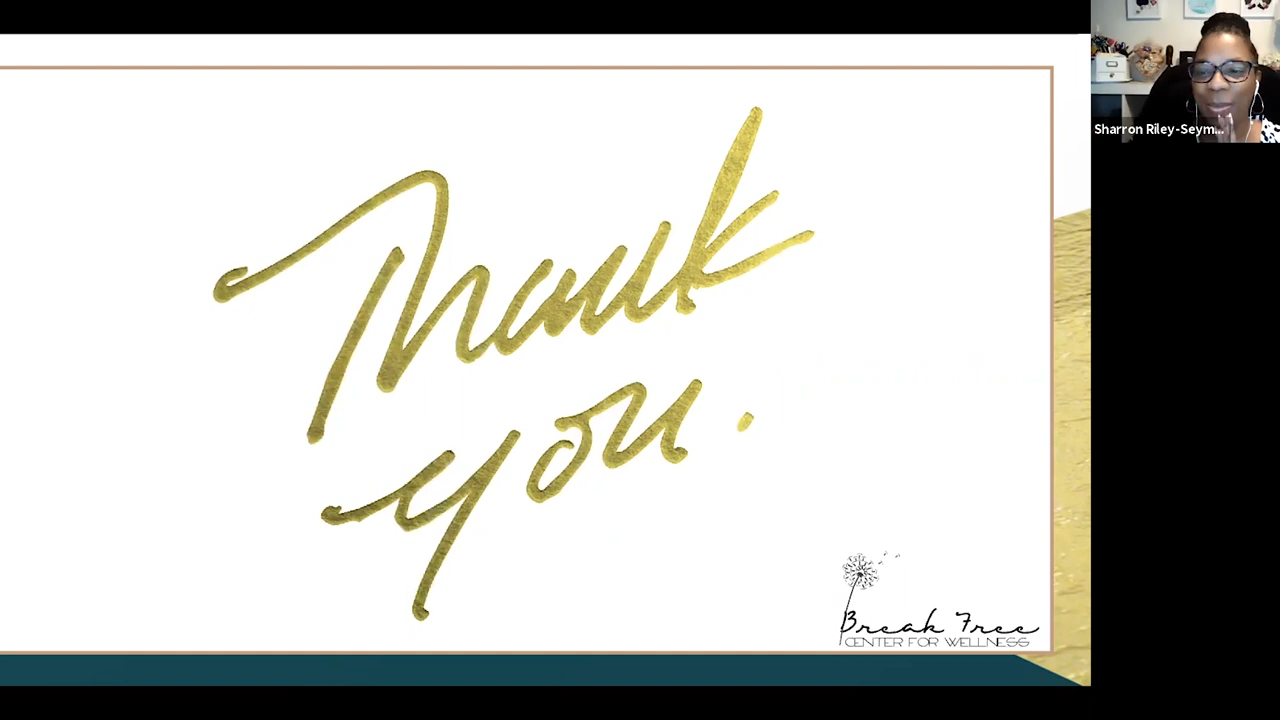 Thank
you.
Sharron Riley-Seym...
Break Free
CENTER FOR WELLNESS